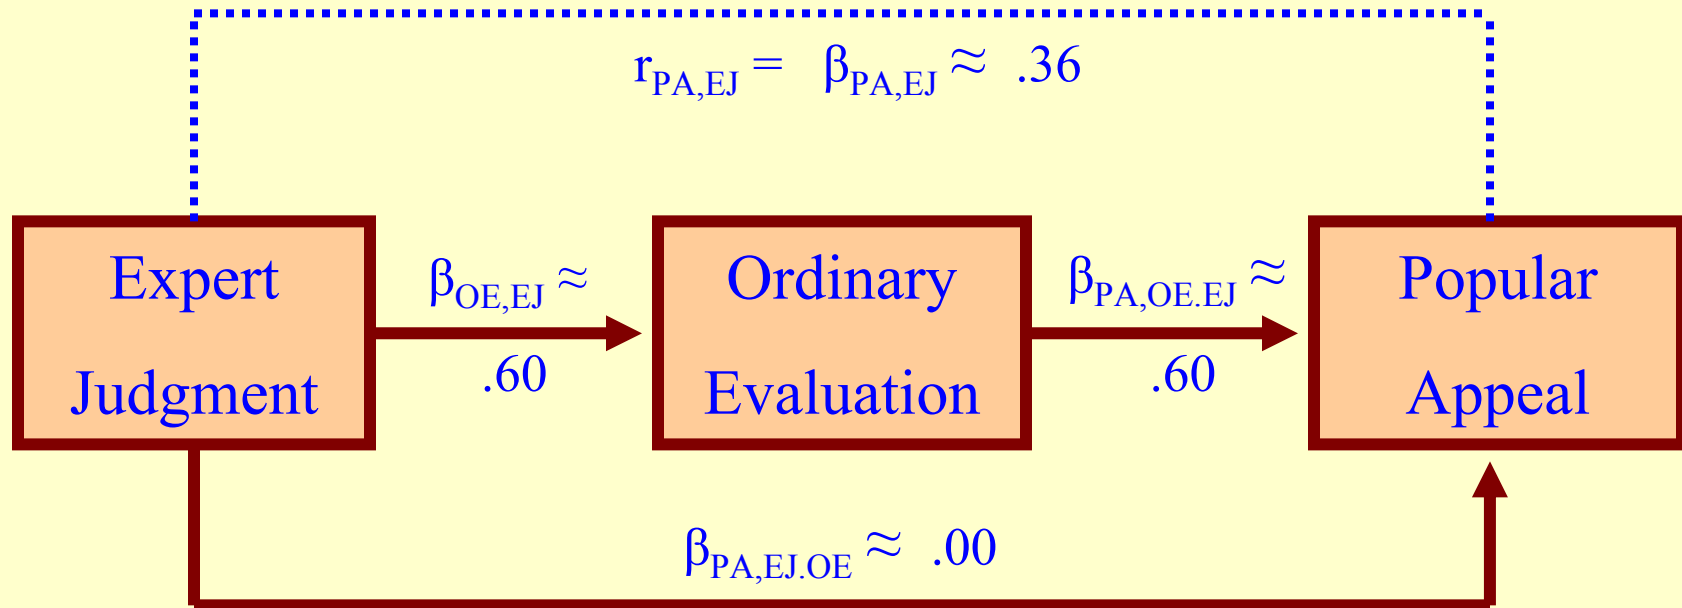 r_PA,EJ = β_PA,EJ ≈ .36
Expert
Judgment
β_OE,EJ ≈
.60
Ordinary
Evaluation
β_PA,OE.EJ ≈
.60
Popular
Appeal
β_PA,EJ.OE ≈ .00